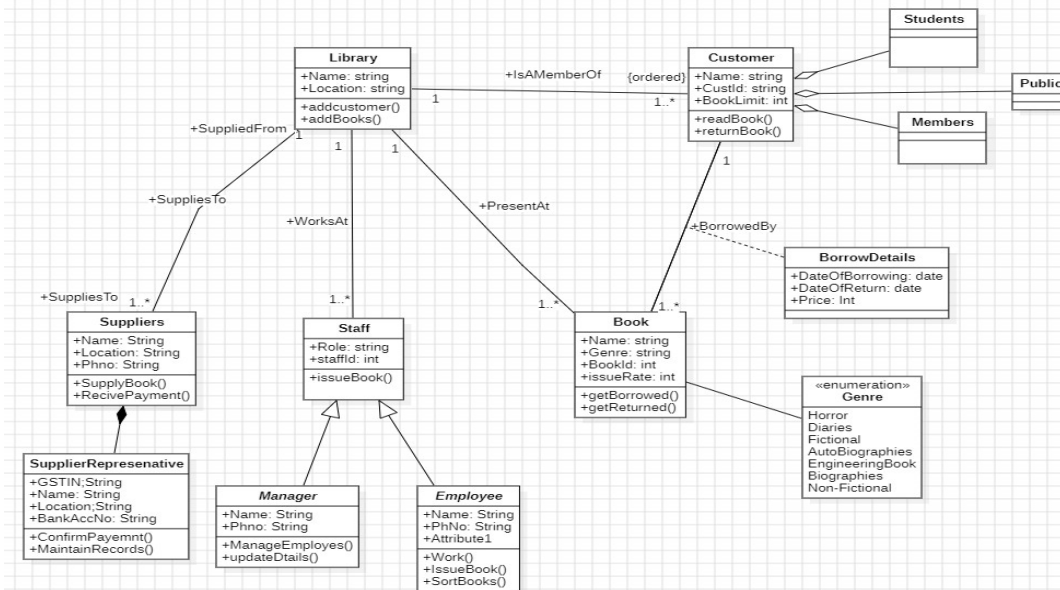 Students
Library
+Name: string
+Location: string
+addcustomer()
+addBooks()
+IsAMemberOf
{ordered}
1
1..*
Customer
+Name: string
+CustId: string
+BookLimit: int
+readBook()
+returnBook()
Public
Members
+SuppliedFrom
1
1
1
1
+SuppliesTo
+WorksAt
+PresentAt
+BorrowedBy
BorrowDetails
+DateOfBorrowing: date
+DateOfReturn: date
+Price: Int
+SuppliesTo
1..*
1..*
1..*
1..*
Suppliers
+Name: String
+Location: String
+Phno: String
+SupplyBook()
+RecivePayment()
Staff
+Role: string
+staffId: int
+issueBook()
Book
+Name: string
+Genre: string
+BookId: int
+issueRate: int
+getBorrowed()
+getReturned()
«enumeration»
Genre
Horror
Diaries
Fictional
AutoBiographies
EngineeringBook
Biographies
Non-Fictional
SupplierRepresenative
+GSTIN;String
+Name: String
+Location;String
+BankAccNo: String
+ConfirmPayemnt()
+MaintainRecords()
Manager
+Name: String
+Phno: String
+ManageEmployes()
+updateDtails()
Employee
+Name: String
+PhNo: String
+Attribute1
+Work()
+IssueBook()
+SortBooks()